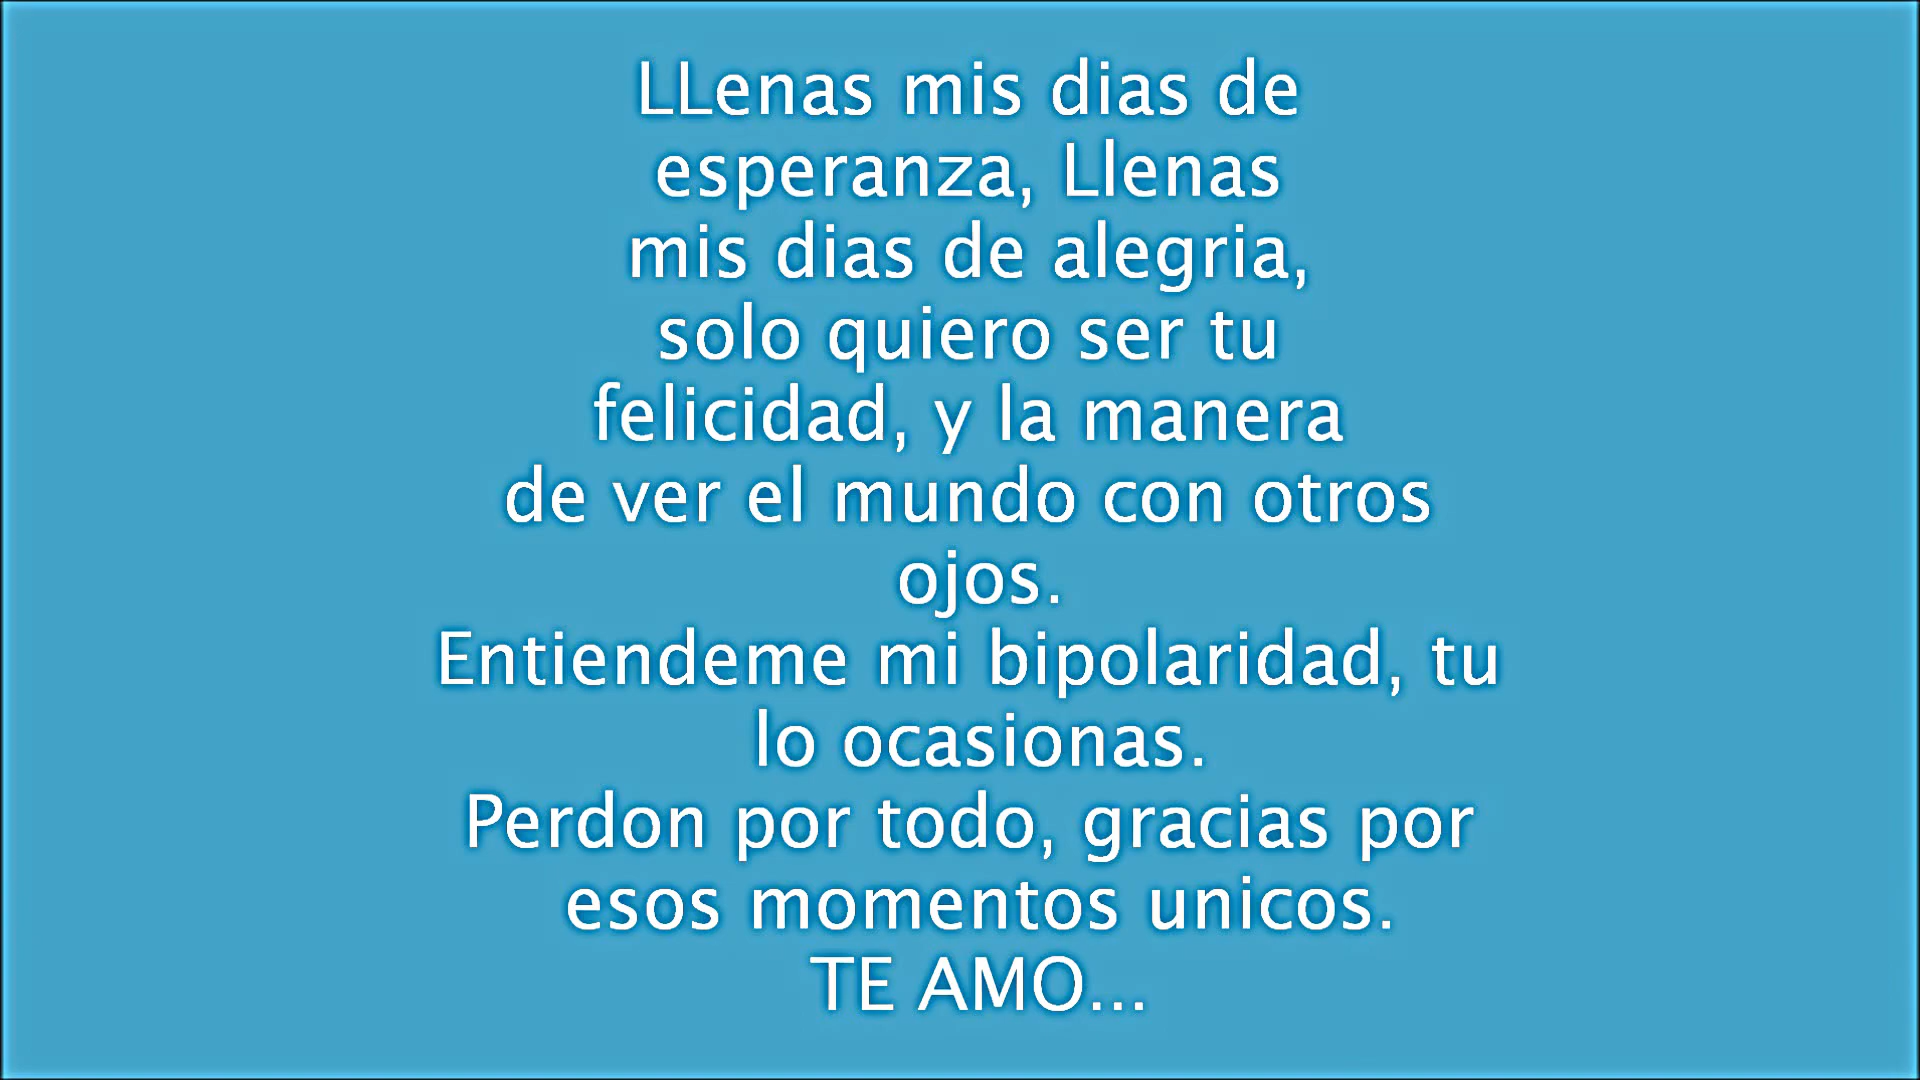 LLenas mis dias de
esperanza, Llenas
mis dias de alegria,
solo quiero ser tu
felicidad, y la manera
de ver el mundo con otros
ojos.
Entiendeme mi bipolaridad, tu
lo ocasionas.
Perdon por todo, gracias por
esos momentos unicos.
TE AMO...